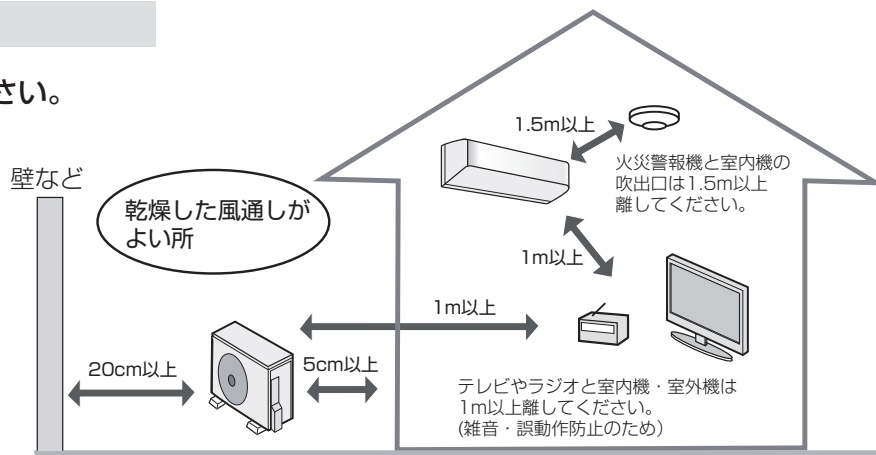 さい。
壁など
乾燥した風通しが
よい所
1.5m以上
火災警報機と室内機の
吹出口は1.5m以上
離してください。
1m以上
1m以上
20cm以上
5cm以上
テレビやラジオと室内機・室外機は
1m以上離してください。
(雑音・誤動作防止のため)